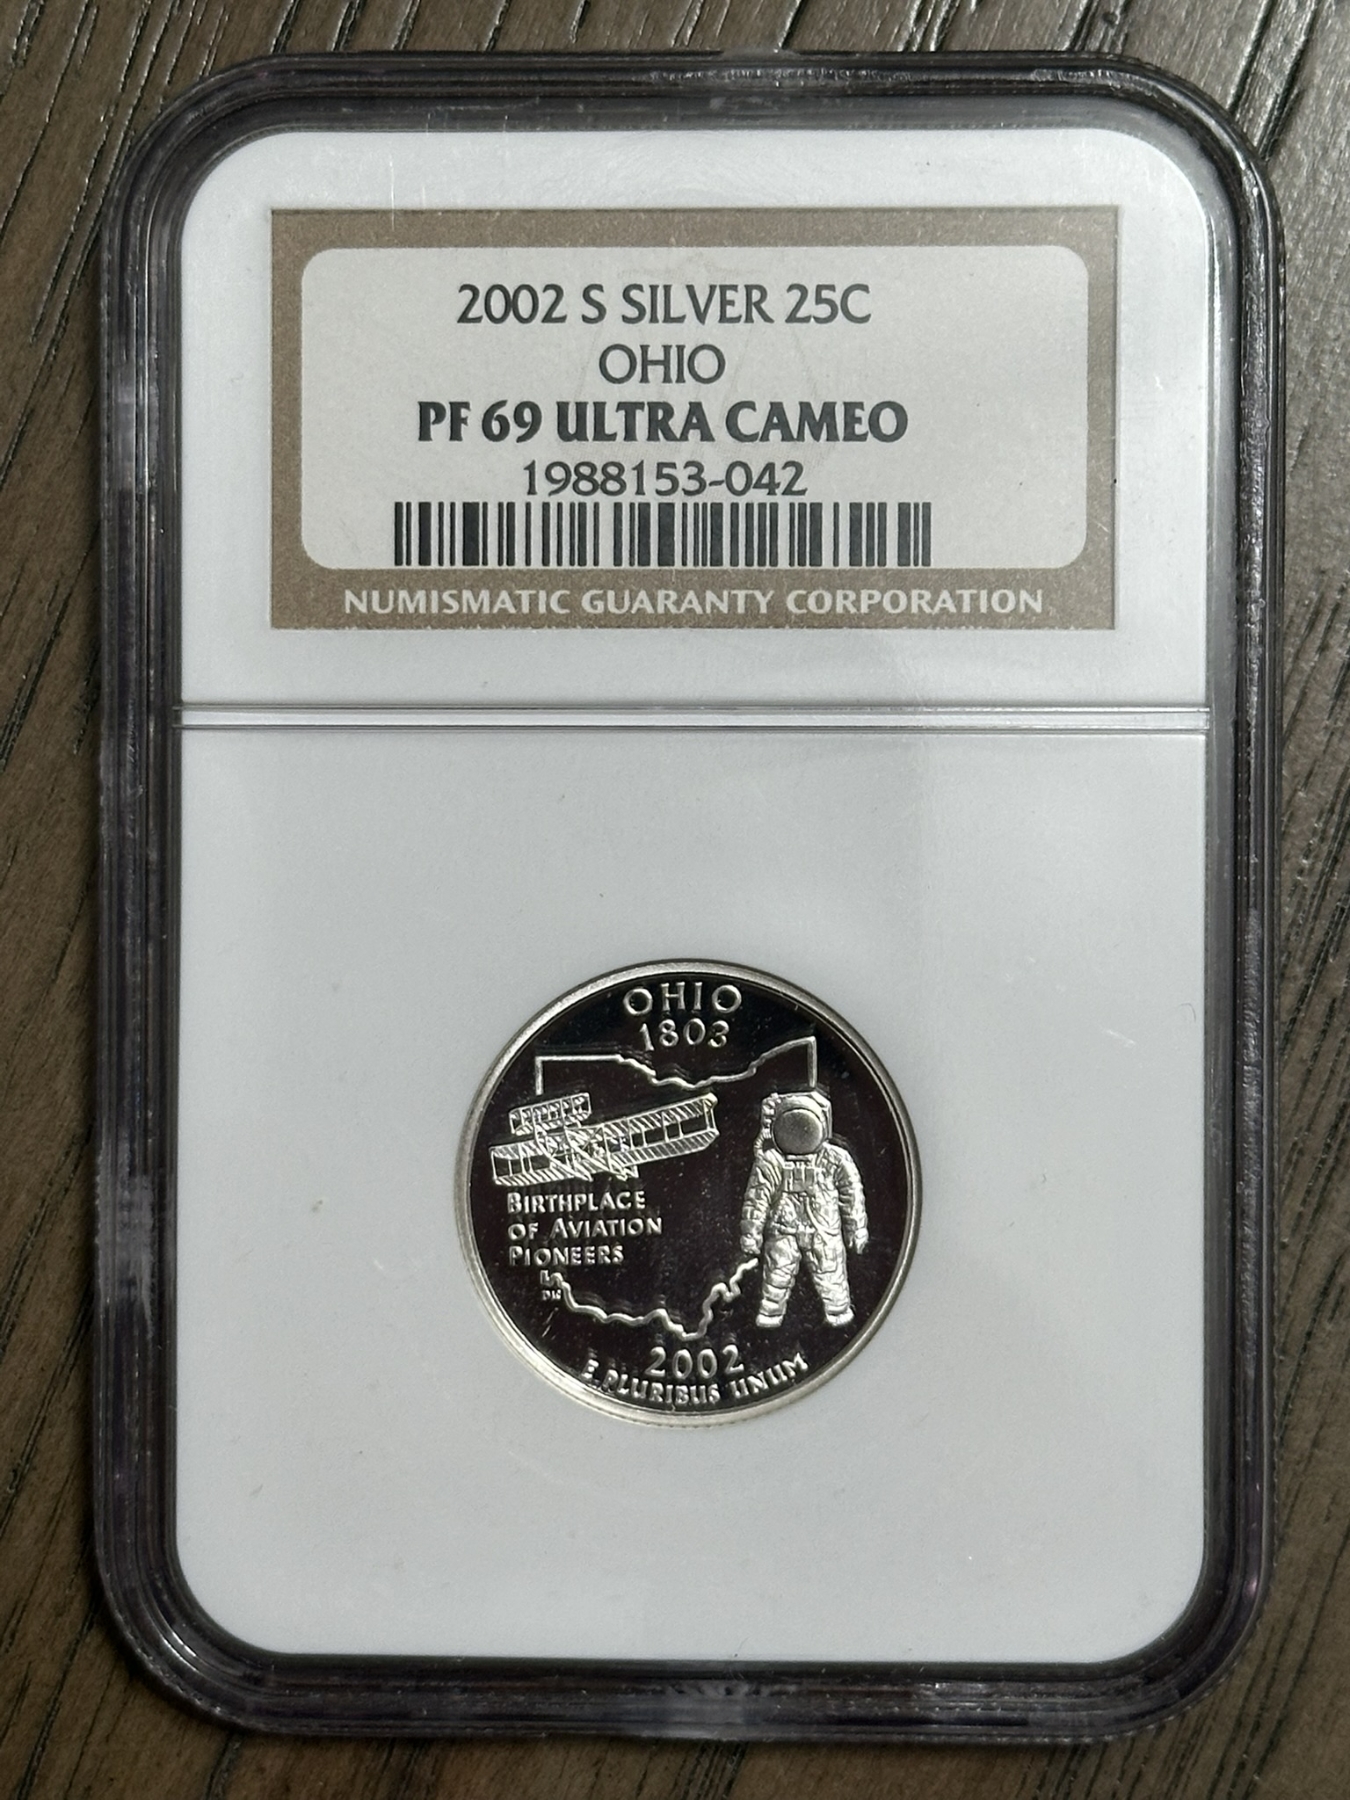 2002 S SILVER 25C
OHIO
PF 69 ULTRA CAMEO
1988153-042
NUMISMATIC GUARANTY CORPORATION
OHIO
1803
BIRTHPLACE
OF AVIATION
PIONEERS
2002
E PLURIBUS UNUM